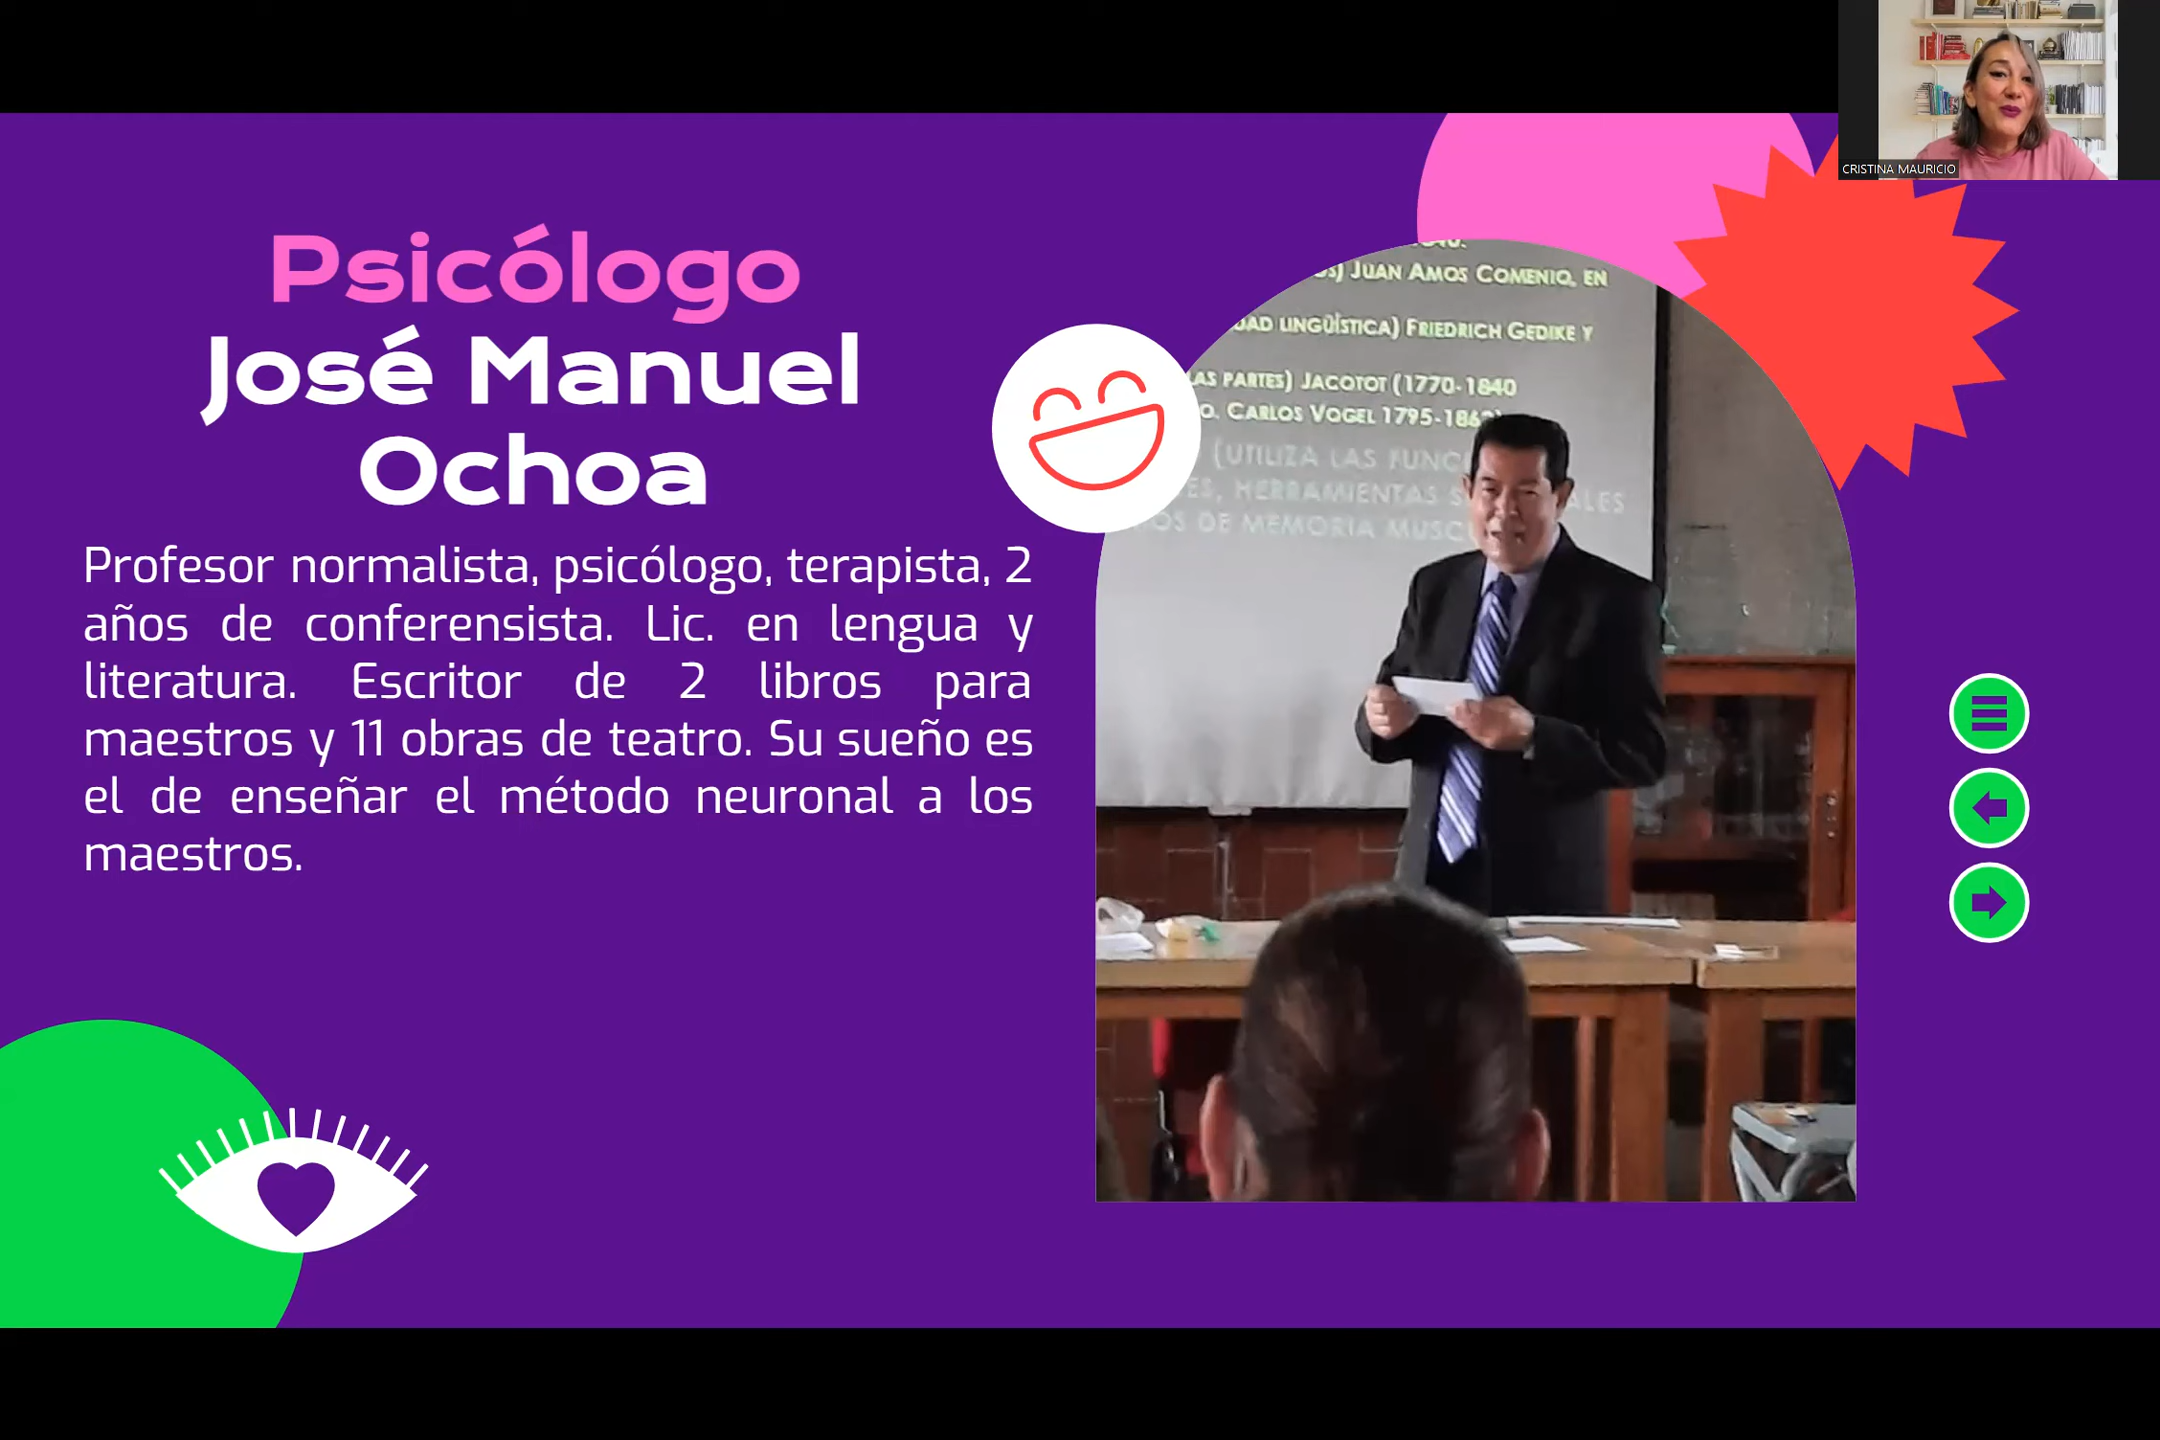 CRISTINA MAURICIO
Psicólogo
José Manuel
Ochoa
Profesor normalista, psicólogo, terapista, 2
años de conferensista. Lic. en lengua y
literatura. Escritor de 2 libros para
maestros y 11 obras de teatro. Su sueño es
el de enseñar el método neuronal a los
maestros.
JUAN AMOS COMENIO, EN
LINGÜÍSTICA) FRIEDRICH GEDIKE Y
LAS PARTES) JACOTOT (1770-1840
CARLOS VOGEL 1795-186
(UTILIZA LAS
HERRAMIENTAS
DE MEMORIA